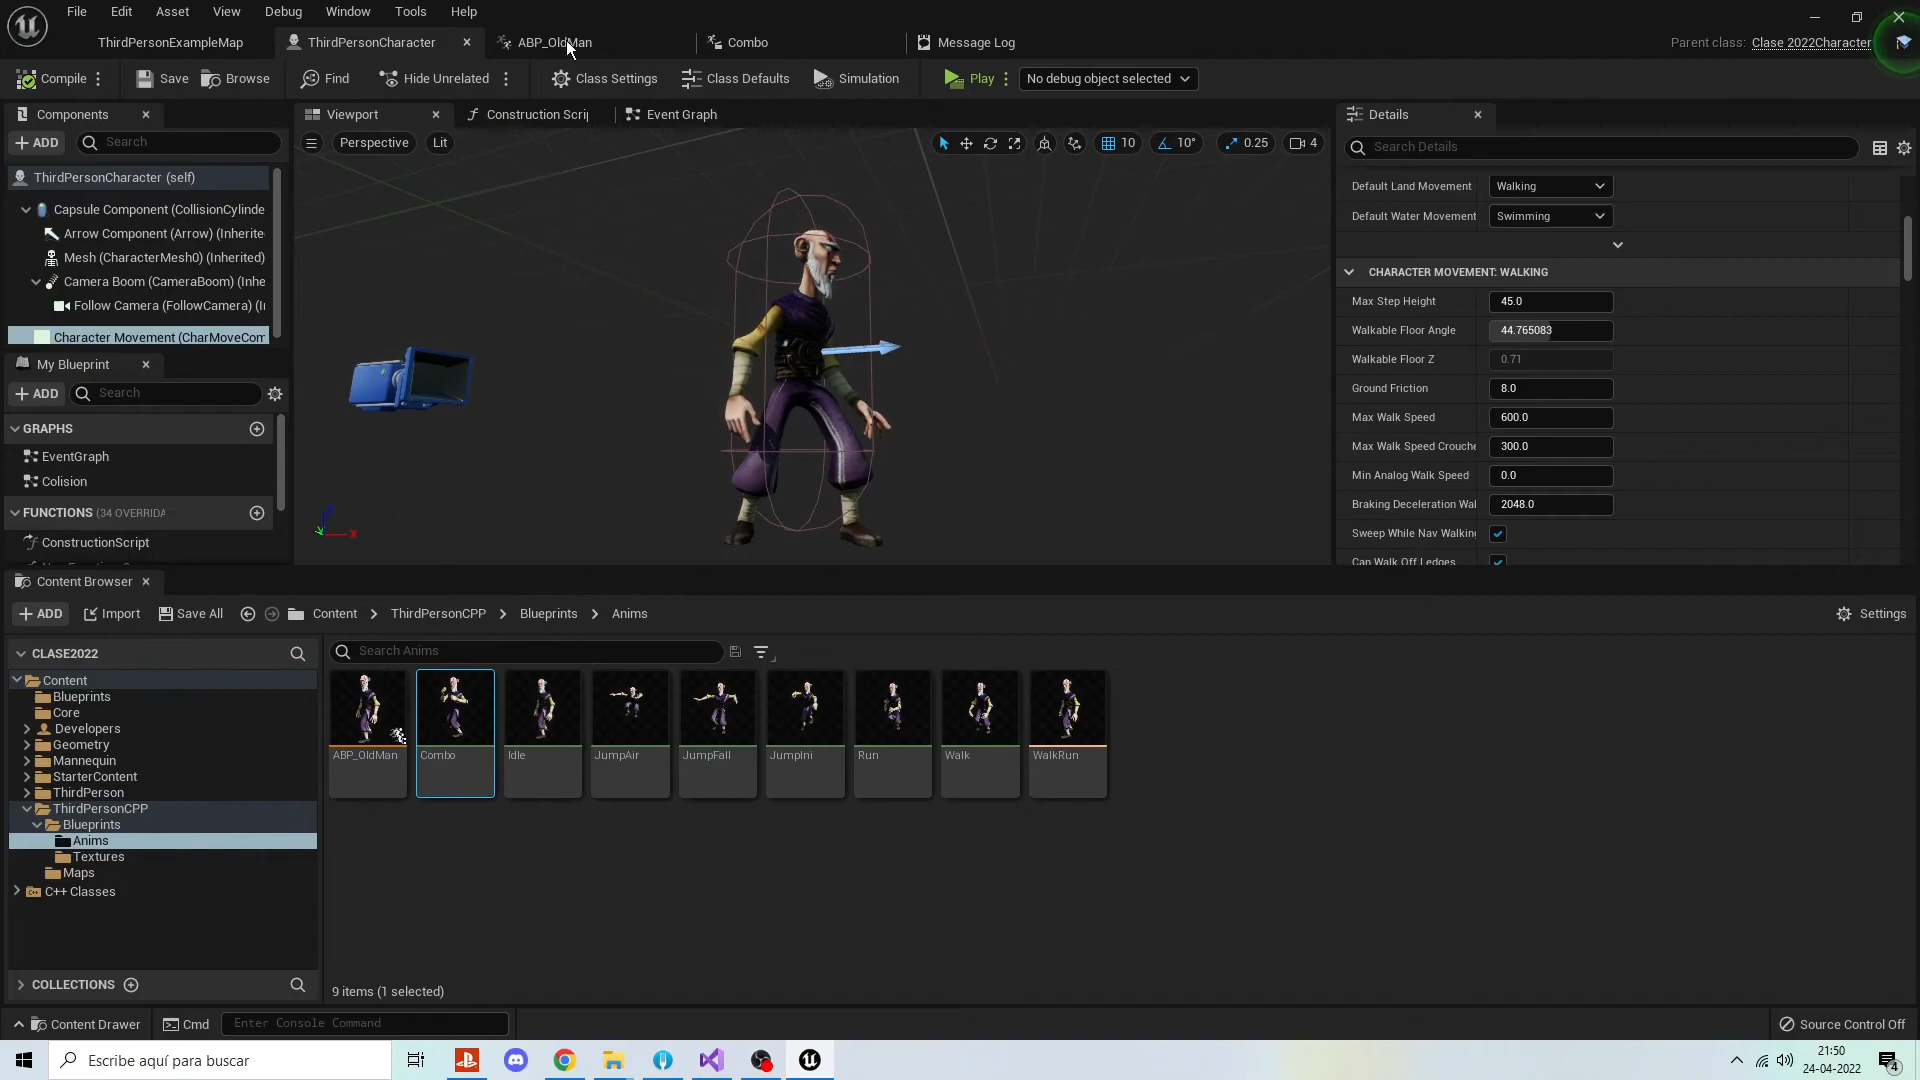 File Edit Asset View Debug Window Tools Help
ThirdPersonExampleMap ThirdPersonCharacter ABP_OldMan Combo Message Log Parent class: Clase 2022Character
Compile Save Browse Find Hide Unrelated Class Settings Class Defaults Simulation Play No debug object selected
Components Viewport Construction Scrip Event Graph Details
ADD Search Perspective Lit 10 10° 0.25 4 Search Details
ThirdPersonCharacter (self)
Capsule Component (CollisionCylinde
Arrow Component (Arrow) (Inherite
Mesh (CharacterMesh0) (Inherited)
Camera Boom (CameraBoom) (Inhe
Follow Camera (FollowCamera) (I
Character Movement (CharMoveCom
Default Land Movement Walking
Default Water Movement Swimming
CHARACTER MOVEMENT: WALKING
Max Step Height 45.0
Walkable Floor Angle 44.765083
Walkable Floor Z 0.71
Ground Friction 8.0
Max Walk Speed 600.0
Max Walk Speed Crouche 300.0
Min Analog Walk Speed 0.0
Braking Deceleration Wal 2048.0
Sweep While Nav Walking
Can Walk Off Ledges
My Blueprint
ADD Search
GRAPHS
EventGraph
Colision
FUNCTIONS (34 OVERRIDA
ConstructionScript
Z
X
Content Browser
ADD Import Save All Content ThirdPersonCPP Blueprints Anims Settings
CLASE2022 Search Anims
Content
Blueprints
Core
Developers
Geometry
Mannequin
StarterContent
ThirdPerson
ThirdPersonCPP
Blueprints
Anims
Textures
Maps
C++ Classes
COLLECTIONS
ABP_OldMan Combo Idle JumpAir JumpFall JumpIni Run Walk WalkRun
9 items (1 selected)
Content Drawer Cmd Enter Console Command Source Control Off
Escribe aquí para buscar
21:50
24-04-2022
4